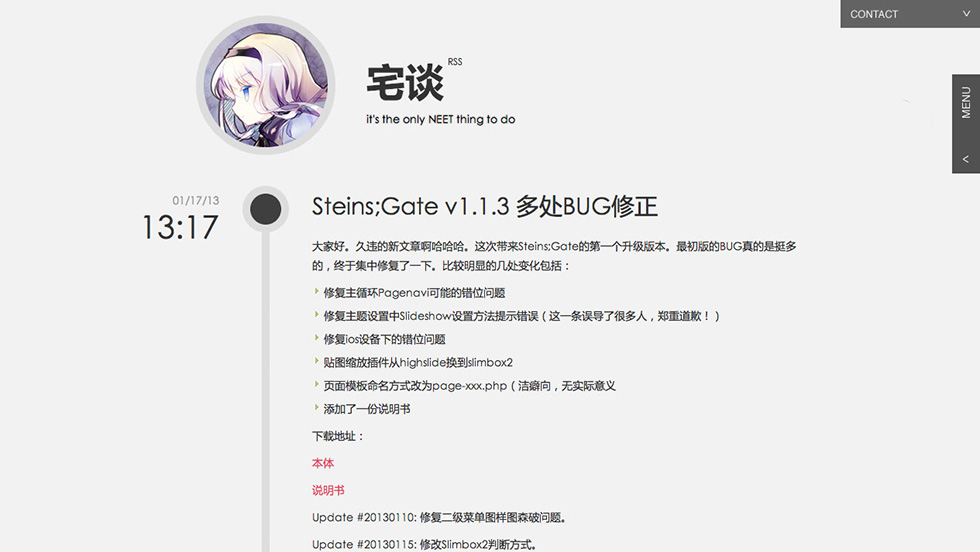 CONTACT
RSS
宅谈
it's the only NEET thing to do
MENU
01/17/13
13:17
Steins;Gate v1.1.3 多处BUG修正
大家好。久违的新文章啊哈哈哈。这次带来Steins;Gate的第一个升级版本。最初版的BUG真的是挺多
的，终于集中修复了一下。比较明显的几处变化包括：
修复主循环Pagenavi可能的错位问题
修复主题设置中Slideshow设置方法提示错误（这一条误导了很多人，郑重道歉！）
修复ios设备下的错位问题
贴图缩放插件从highslide换到slimbox2
页面模板命名方式改为page-xxx.php（洁癖向，无实际意义
添加了一份说明书
下载地址：
本体
说明书
Update #20130110: 修复二级菜单图样图森破问题。
Update #20130115: 修改Slimbox2判断方式。